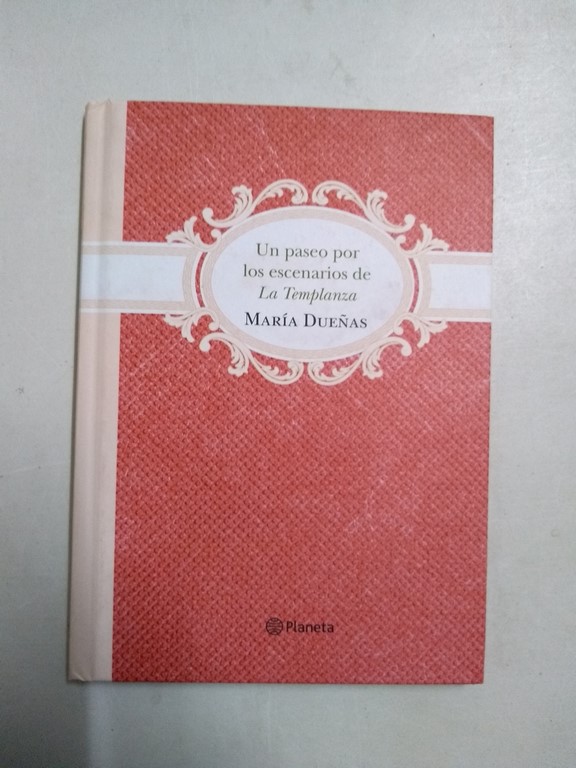 Un paseo por
los escenarios de
La Templanza
MARÍA DUEÑAS
Planeta